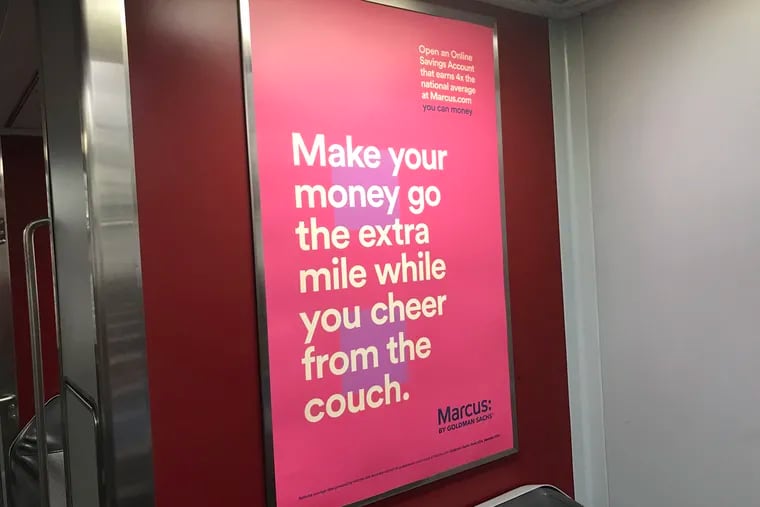 Open an Online
Savings Account
that earns 4x the
national average
at Marcus.com
you can money
Make your
money go
the extra
mile while
you cheer
from the
couch.
Marcus:
BY GOLDMAN SACHS®